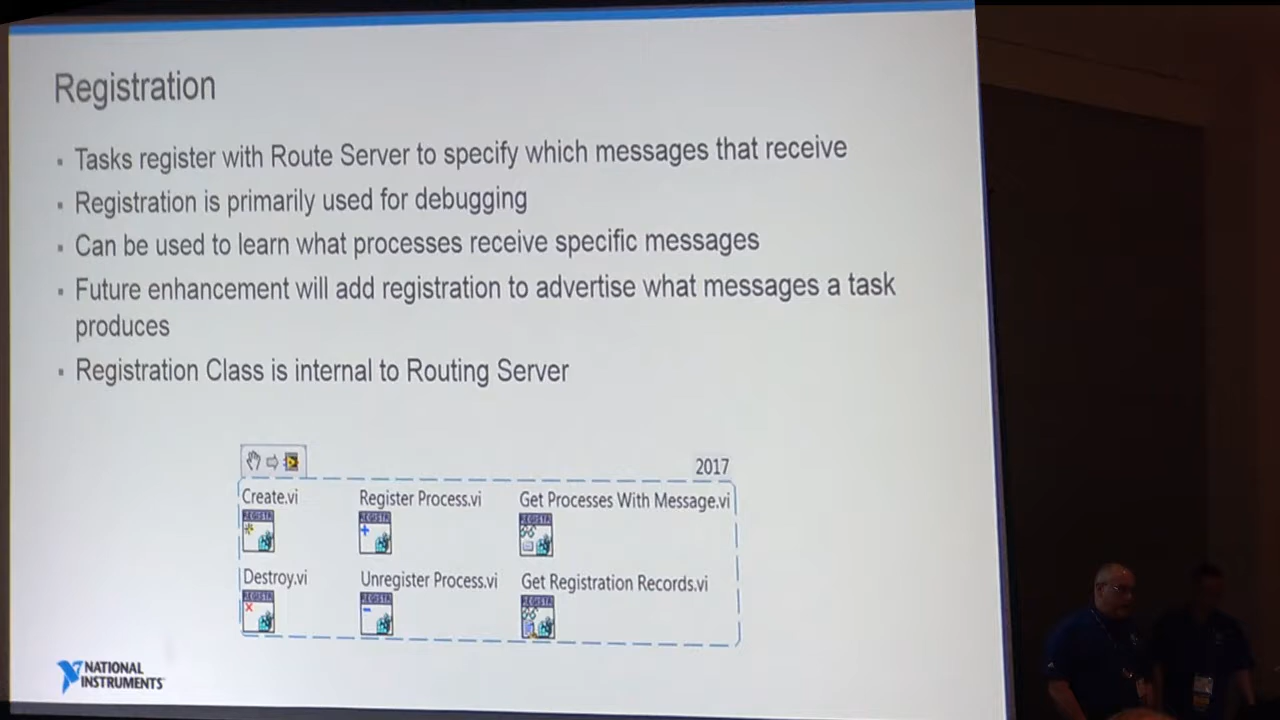 Registration
▪ Tasks register with Route Server to specify which messages that receive
▪ Registration is primarily used for debugging
▪ Can be used to learn what processes receive specific messages
▪ Future enhancement will add registration to advertise what messages a task
produces
▪ Registration Class is internal to Routing Server
2017
Create.vi Register Process.vi Get Processes With Message.vi
Destroy.vi Unregister Process.vi Get Registration Records.vi
NATIONAL
INSTRUMENTS